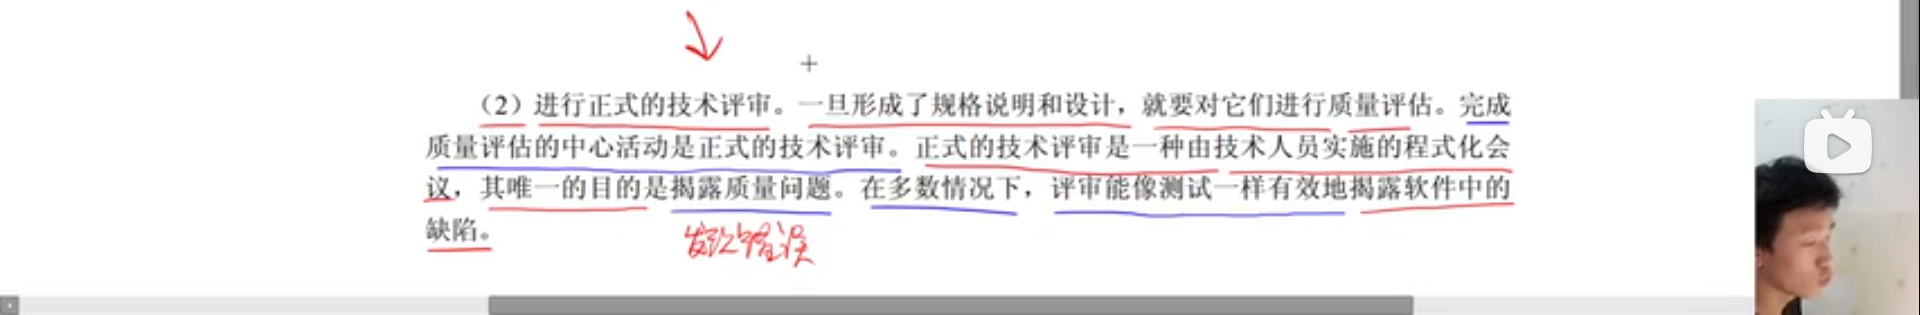 （2）进行正式的技术评审。一旦形成了规格说明和设计，就要对它们进行质量评估。完成
质量评估的中心活动是正式的技术评审。正式的技术评审是一种由技术人员实施的程式化会
议，其唯一的目的是揭露质量问题。在多数情况下，评审能像测试一样有效地揭露软件中的
缺陷。
发现错误